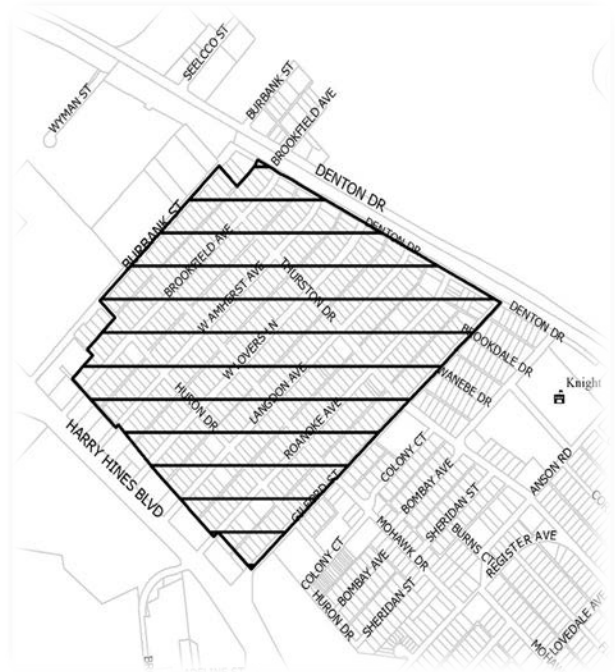 SEELCCO ST
WYMAN ST
BURBANK ST
BROOKFIELD AVE
DENTON DR
DENTON DR
BURBANK ST
BROOKFIELD AVE
THURSTON DR
W AMHERST AVE
W LOVERS LN
DENTON DR
BROOKDALE DR
WANEBE DR
Knight
HURON DR
LANGDON AVE
ROANOKE AVE
HARRY HINES BLVD
COLONY CT
BOMBAY AVE
ANSON RD
GILFORD ST
SHERIDAN ST
MOHAWK DR
BURNS CT
REGISTER AVE
COLONY CT
BOMBAY AVE
HURON DR
SHERIDAN ST
LOVEDALE AVE